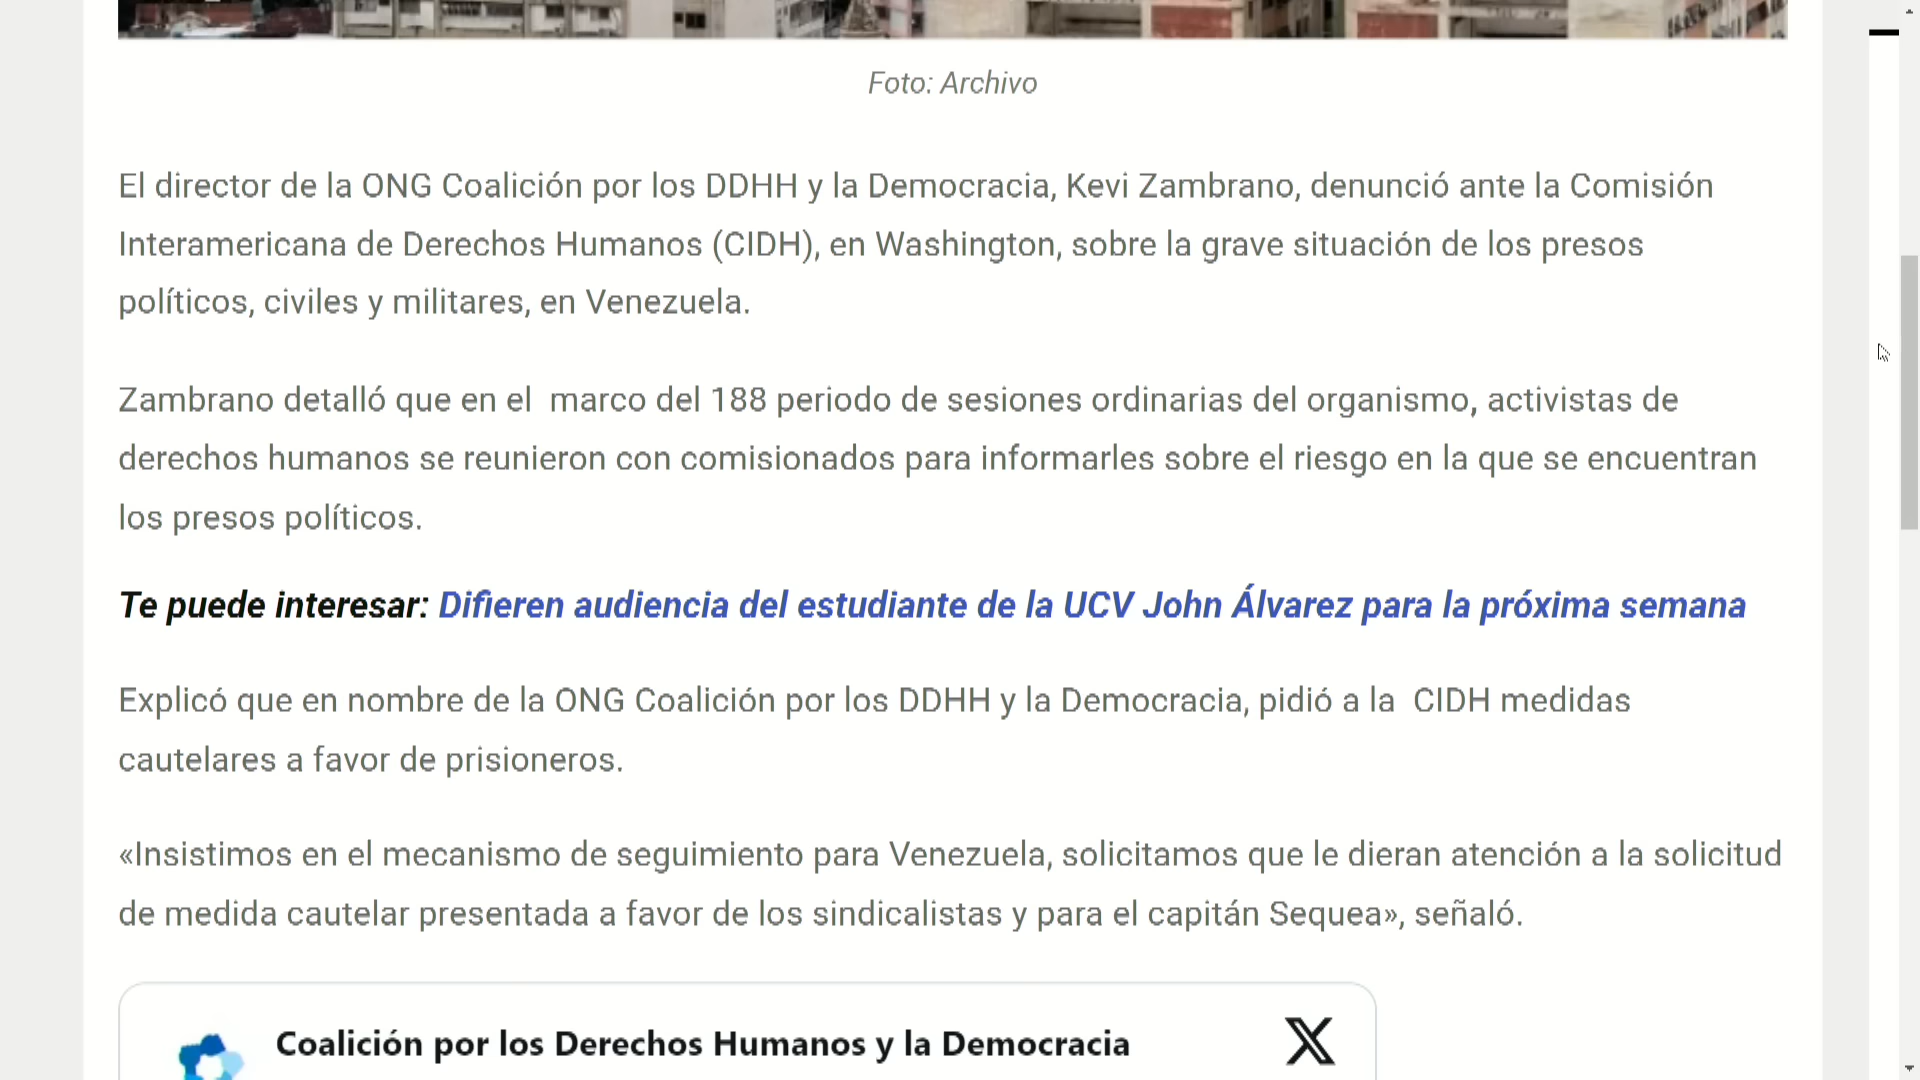 Foto: Archivo
El director de la ONG Coalición por los DDHH y la Democracia, Kevi Zambrano, denunció ante la Comisión
Interamericana de Derechos Humanos (CIDH), en Washington, sobre la grave situación de los presos
políticos, civiles y militares, en Venezuela.
Zambrano detalló que en el  marco del 188 periodo de sesiones ordinarias del organismo, activistas de
derechos humanos se reunieron con comisionados para informarles sobre el riesgo en la que se encuentran
los presos políticos.
Te puede interesar: Difieren audiencia del estudiante de la UCV John Álvarez para la próxima semana
Explicó que en nombre de la ONG Coalición por los DDHH y la Democracia, pidió a la  CIDH medidas
cautelares a favor de prisioneros.
«Insistimos en el mecanismo de seguimiento para Venezuela, solicitamos que le dieran atención a la solicitud
de medida cautelar presentada a favor de los sindicalistas y para el capitán Sequea», señaló.
Coalición por los Derechos Humanos y la Democracia